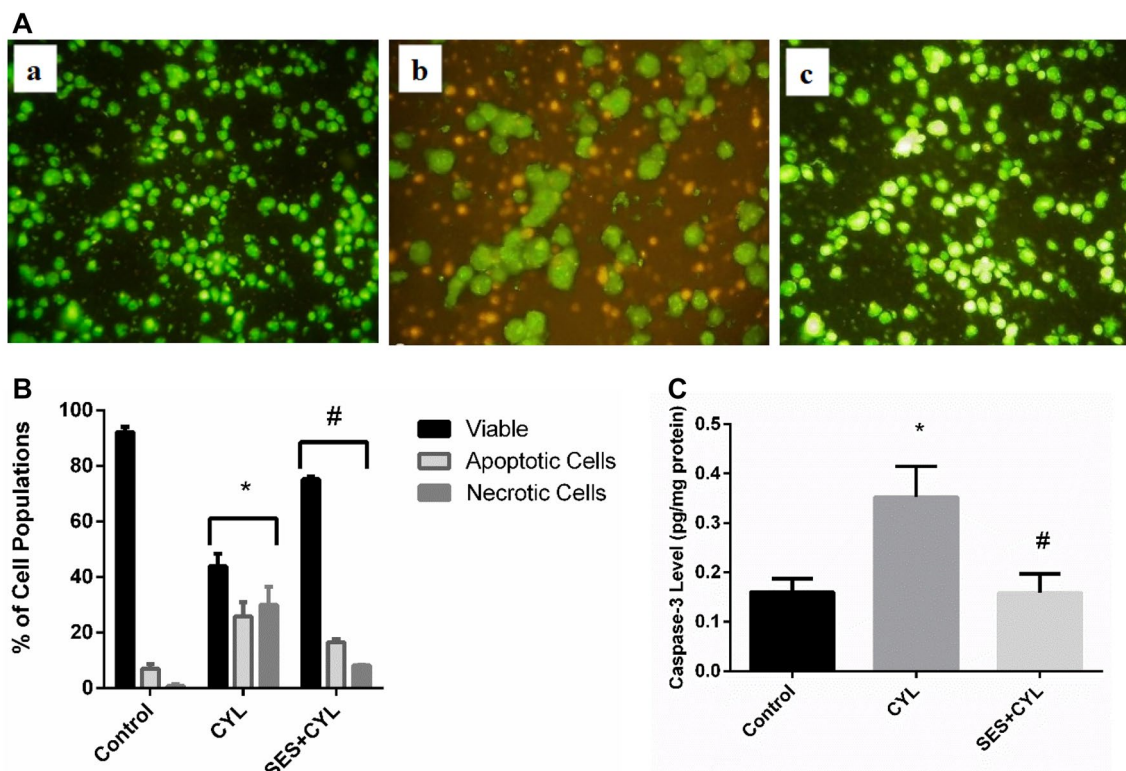 A
a
b
c
B
100
80
60
40
20
0
% of Cell Populations
*
#
Viable
Apoptotic Cells
Necrotic Cells
Control
CYL
SES+CYL
C
0.5
0.4
0.3
0.2
0.1
0.0
Caspase-3 Level (pg/mg protein)
*
#
Control
CYL
SES+CYL